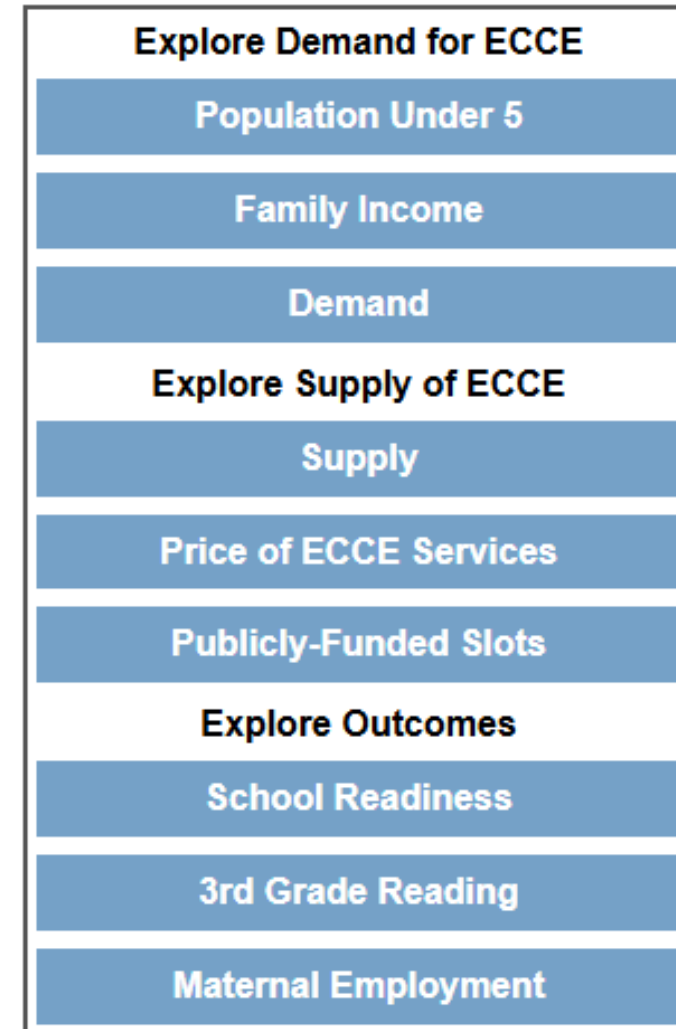 Explore Demand for ECCE
Population Under 5
Family Income
Demand
Explore Supply of ECCE
Supply
Price of ECCE Services
Publicly-Funded Slots
Explore Outcomes
School Readiness
3rd Grade Reading
Maternal Employment